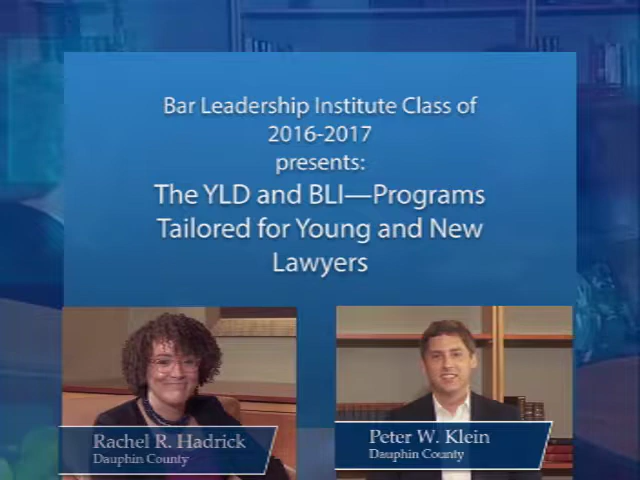 Bar Leadership Institute Class of
2016-2017
presents:
The YLD and BLI—Programs
Tailored for Young and New
Lawyers
Rachel R. Hadrick
Dauphin County
Peter W. Klein
Dauphin County